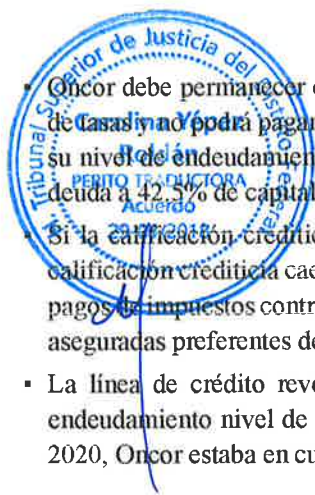 Tribunal Superior de Justicia del
PERITO TRADUCTORA
Acuerdo
▪ Oncor debe permanecer
de tasas y no podrá pagar
su nivel de endeudamien
deuda a 42.5% de capital
▪ Si la calificación creditic
calificación crediticia cae
pagos de impuestos contr
aseguradas preferentes de
▪ La línea de crédito reve
endeudamiento nivel de
2020, Oncor estaba en cu